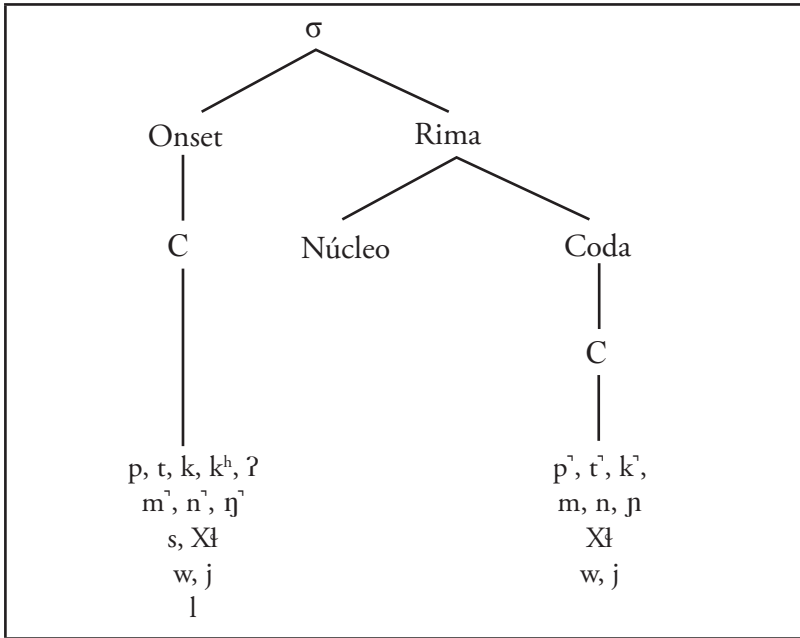 σ
Onset Rima
C Núcleo Coda
C
p, t, k, kʰ, ʔ
m̚, n̚, ŋ̚
s, Xɬ
w, j
l
p̚, t̚, k̚,
m, n, ɲ
Xɬ
w, j